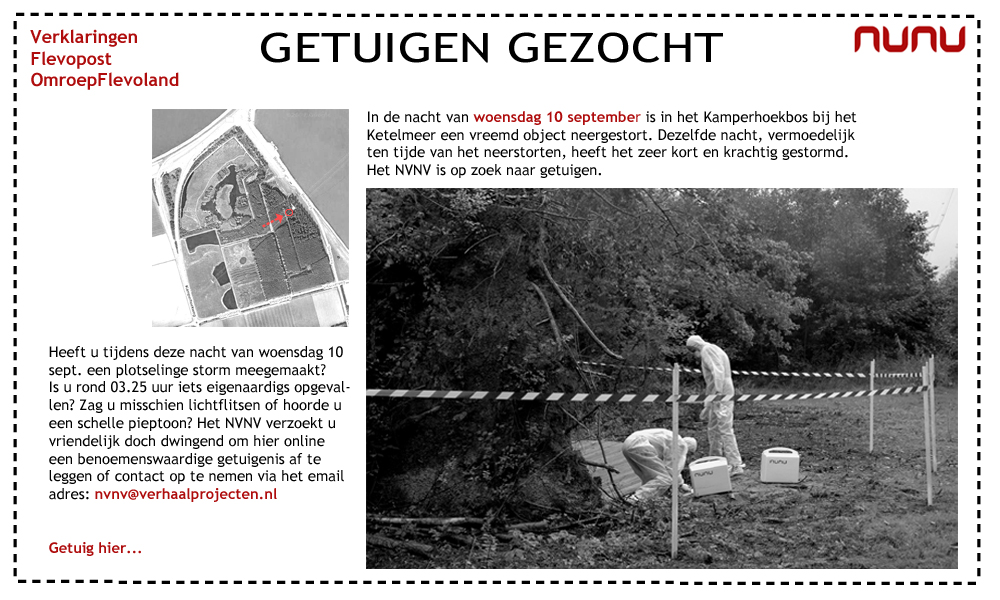 Verklaringen
Flevopost
OmroepFlevoland
GETUIGEN GEZOCHT
nunu
In de nacht van woensdag 10 september is in het Kamperhoekbos bij het
Ketelmeer een vreemd object neergestort. Dezelfde nacht, vermoedelijk
ten tijde van het neerstorten, heeft het zeer kort en krachtig gestormd.
Het NVNV is op zoek naar getuigen.
Heeft u tijdens deze nacht van woensdag 10
sept. een plotselinge storm meegemaakt?
Is u rond 03.25 uur iets eigenaardigs opgeval-
len? Zag u misschien lichtflitsen of hoorde u
een schelle pieptoon? Het NVNV verzoekt u
vriendelijk doch dwingend om hier online
een benoemenswaardige getuigenis af te
leggen of contact op te nemen via het email
adres: nvnv@verhaalprojecten.nl
Getuig hier...
nunu
nunu